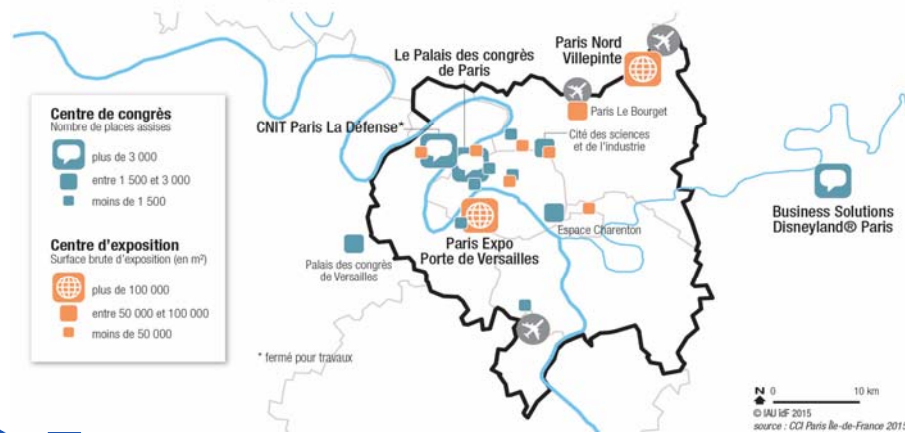 Paris Nord
Villepinte
Le Palais des congrès
de Paris
Paris Le Bourget
Centre de congrès
Nombre de places assises
plus de 3 000
entre 1 500 et 3 000
moins de 1 500
CNIT Paris La Défense*
Cité des sciences
et de l'industrie
Business Solutions
Disneyland® Paris
Espace Charenton
Paris Expo
Porte de Versailles
Palais des congrès
de Versailles
Centre d'exposition
Surface brute d'exposition (en m²)
plus de 100 000
entre 50 000 et 100 000
moins de 50 000
* fermé pour travaux
N 0 10 km
© IAU îdF 2015
source : CCI Paris Île-de-France 2015